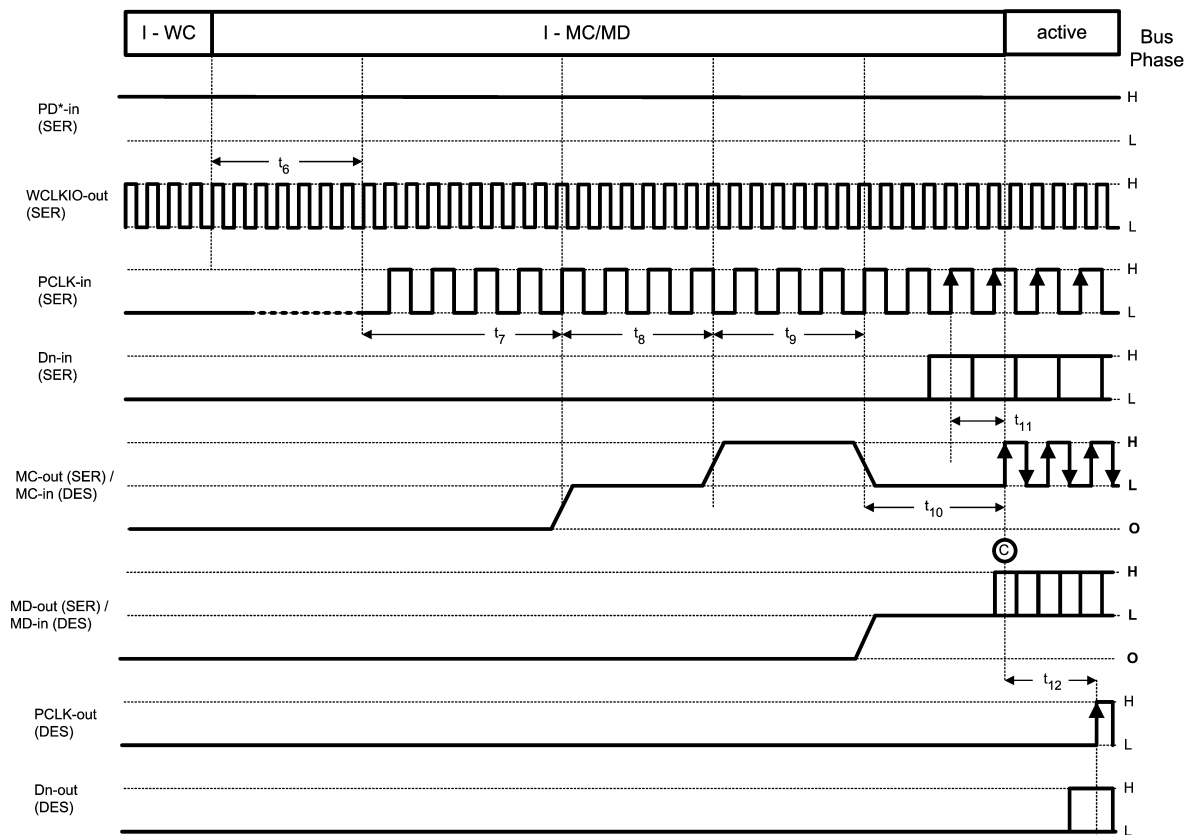 I - WC
I - MC/MD
active
Bus
Phase
PD*-in
(SER)
H
L
t6
WCLKIO-out
(SER)
H
L
PCLK-in
(SER)
H
L
t7
t8
t9
Dn-in
(SER)
H
L
t11
MC-out (SER) /
MC-in (DES)
H
L
O
t10
C
MD-out (SER) /
MD-in (DES)
H
L
O
t12
PCLK-out
(DES)
H
L
Dn-out
(DES)
H
L